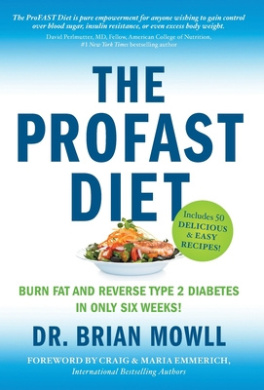 The ProFAST Diet is pure empowerment for anyone wishing to gain control
over blood sugar, insulin resistance, or even excess body weight.
David Perlmutter, MD, Fellow, American College of Nutrition,
#1 New York Times bestselling author
THE
PROFAST
DIET
Includes 50
DELICIOUS
& EASY
RECIPES!
BURN FAT AND REVERSE TYPE 2 DIABETES
IN ONLY SIX WEEKS!
DR. BRIAN MOWLL
FOREWORD BY CRAIG & MARIA EMMERICH,
International Bestselling Authors